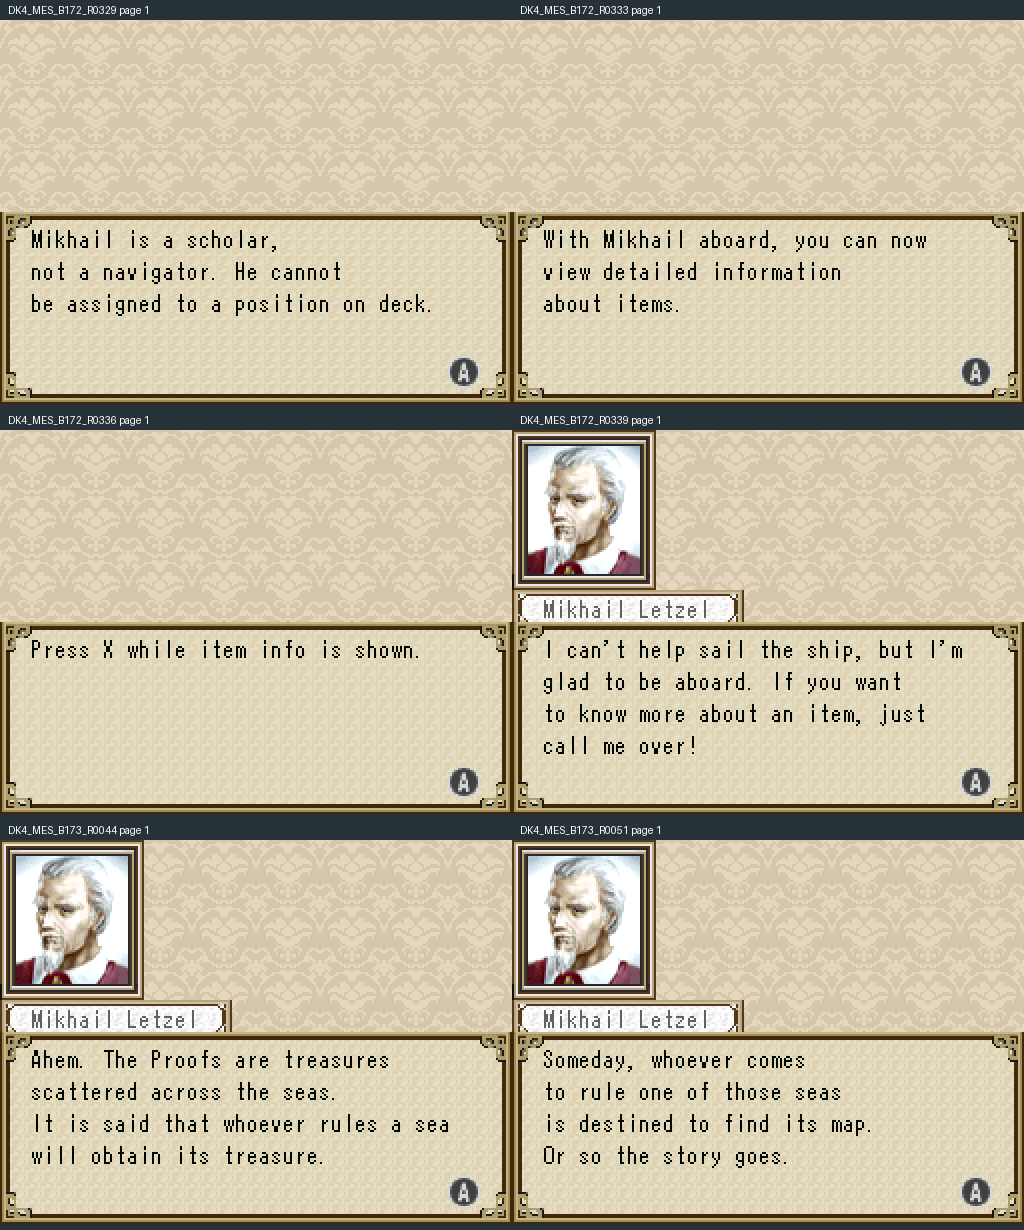 DK4_MES_B172_R0329 page 1
Mikhail is a scholar,
not a navigator. He cannot
be assigned to a position on deck.
A
DK4_MES_B172_R0333 page 1
With Mikhail aboard, you can now
view detailed information
about items.
A
DK4_MES_B172_R0336 page 1
Press X while item info is shown.
A
DK4_MES_B172_R0339 page 1
Mikhail Letzel
I can't help sail the ship, but I'm
glad to be aboard. If you want
to know more about an item, just
call me over!
A
DK4_MES_B173_R0044 page 1
Mikhail Letzel
Ahem. The Proofs are treasures
scattered across the seas.
It is said that whoever rules a sea
will obtain its treasure.
A
DK4_MES_B173_R0051 page 1
Mikhail Letzel
Someday, whoever comes
to rule one of those seas
is destined to find its map.
Or so the story goes.
A